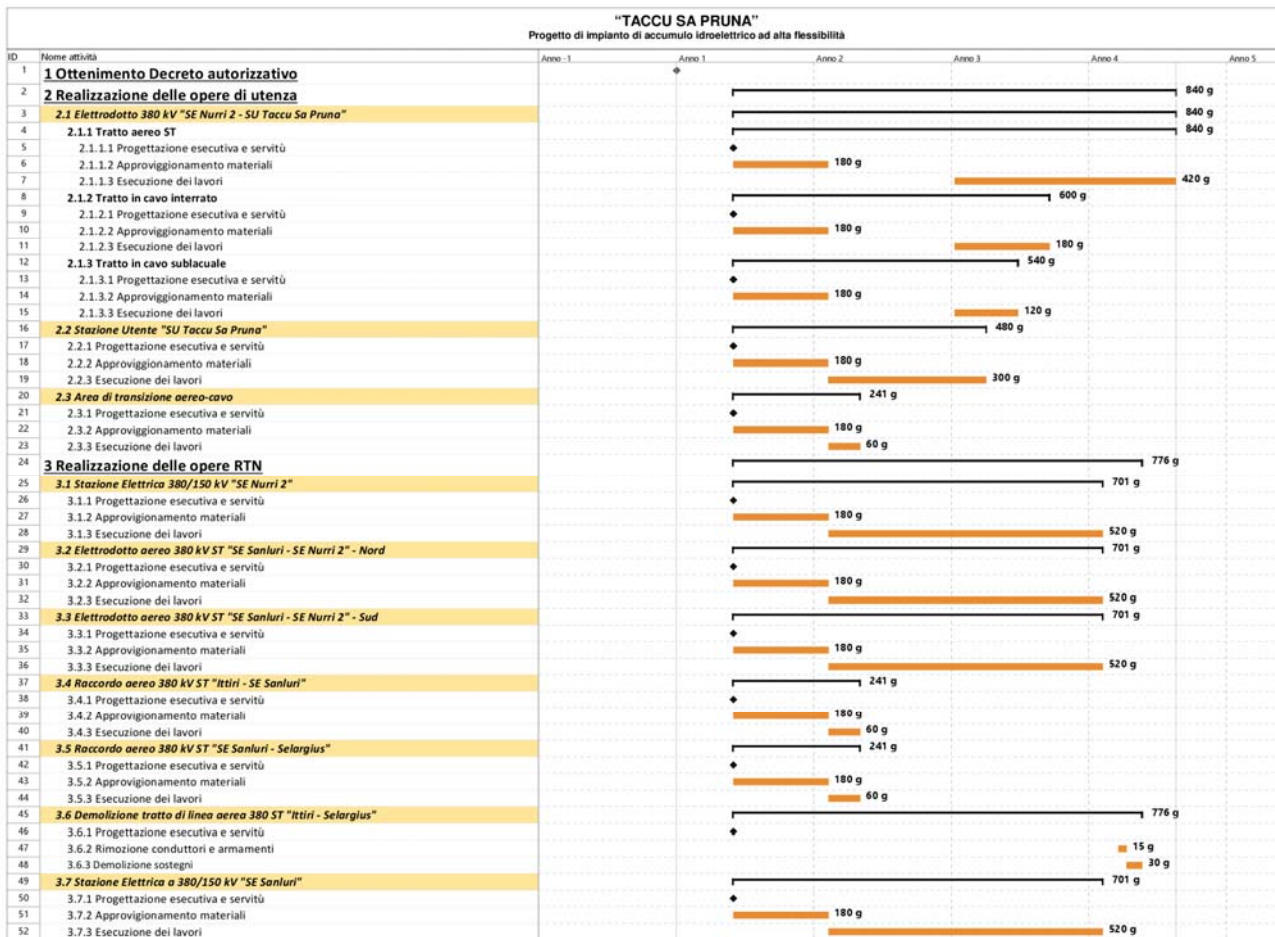 "TACCU SA PRUNA"
Progetto di impianto di accumulo idroelettrico ad alta flessibilità
ID Nome attività Anno -1 Anno 1 Anno 2 Anno 3 Anno 4 Anno 5
1 1 Ottenimento Decreto autorizzativo
2 2 Realizzazione delle opere di utenza 840 g
3 2.1 Elettrodotto 380 kV "SE Nurri 2 - SU Taccu Sa Pruna" 840 g
4 2.1.1 Tratto aereo ST 840 g
5 2.1.1.1 Progettazione esecutiva e servitù
6 2.1.1.2 Approviggionamento materiali 180 g
7 2.1.1.3 Esecuzione dei lavori 420 g
8 2.1.2 Tratto in cavo interrato 600 g
9 2.1.2.1 Progettazione esecutiva e servitù
10 2.1.2.2 Approviggionamento materiali 180 g
11 2.1.2.3 Esecuzione dei lavori 180 g
12 2.1.3 Tratto in cavo sublacuale 540 g
13 2.1.3.1 Progettazione esecutiva e servitù
14 2.1.3.2 Approviggionamento materiali 180 g
15 2.1.3.3 Esecuzione dei lavori 120 g
16 2.2 Stazione Utente "SU Taccu Sa Pruna" 480 g
17 2.2.1 Progettazione esecutiva e servitù
18 2.2.2 Approviggionamento materiali 180 g
19 2.2.3 Esecuzione dei lavori 300 g
20 2.3 Area di transizione aereo-cavo 241 g
21 2.3.1 Progettazione esecutiva e servitù
22 2.3.2 Approviggionamento materiali 180 g
23 2.3.3 Esecuzione dei lavori 60 g
24 3 Realizzazione delle opere RTN 776 g
25 3.1 Stazione Elettrica 380/150 kV "SE Nurri 2" 701 g
26 3.1.1 Progettazione esecutiva e servitù
27 3.1.2 Approvigionamento materiali 180 g
28 3.1.3 Esecuzione dei lavori 520 g
29 3.2 Elettrodotto aereo 380 kV ST "SE Sanluri - SE Nurri 2" - Nord 701 g
30 3.2.1 Progettazione esecutiva e servitù
31 3.2.2 Approvigionamento materiali 180 g
32 3.2.3 Esecuzione dei lavori 520 g
33 3.3 Elettrodotto aereo 380 kV ST "SE Sanluri - SE Nurri 2" - Sud 701 g
34 3.3.1 Progettazione esecutiva e servitù
35 3.3.2 Approvigionamento materiali 180 g
36 3.3.3 Esecuzione dei lavori 520 g
37 3.4 Raccordo aereo 380 kV ST "Ittiri - SE Sanluri" 241 g
38 3.4.1 Progettazione esecutiva e servitù
39 3.4.2 Approvigionamento materiali 180 g
40 3.4.3 Esecuzione dei lavori 60 g
41 3.5 Raccordo aereo 380 kV ST "SE Sanluri - Selargius" 241 g
42 3.5.1 Progettazione esecutiva e servitù
43 3.5.2 Approvigionamento materiali 180 g
44 3.5.3 Esecuzione dei lavori 60 g
45 3.6 Demolizione tratto di linea aerea 380 ST "Ittiri - Selargius" 776 g
46 3.6.1 Progettazione esecutiva e servitù
47 3.6.2 Rimozione conduttori e armamenti 15 g
48 3.6.3 Demolizione sostegni 30 g
49 3.7 Stazione Elettrica a 380/150 kV "SE Sanluri" 701 g
50 3.7.1 Progettazione esecutiva e servitù
51 3.7.2 Approvigionamento materiali 180 g
52 3.7.3 Esecuzione dei lavori 520 g